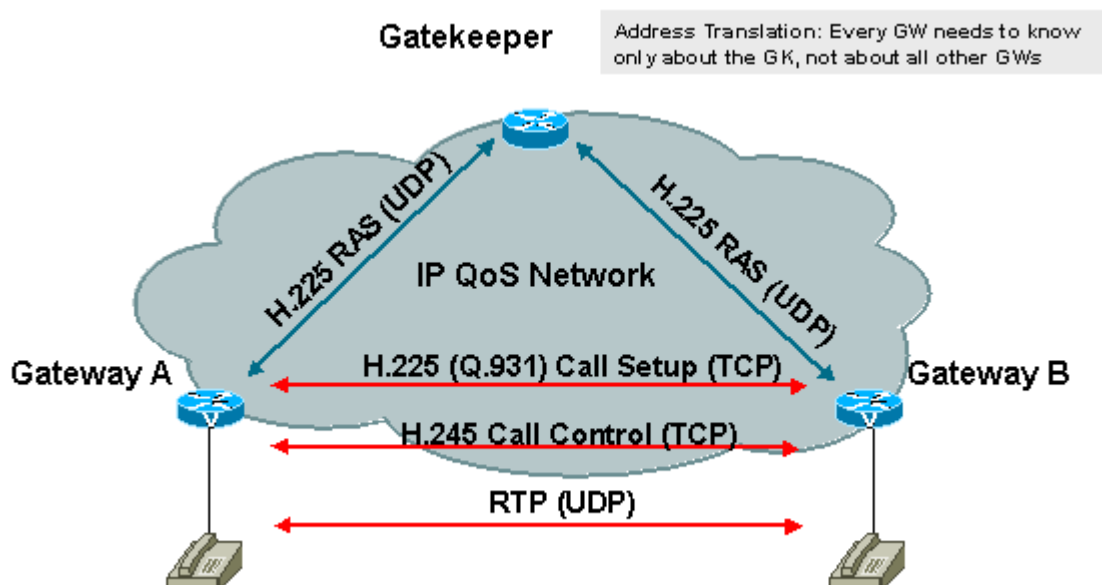 Gatekeeper
Address Translation: Every GW needs to know
only about the GK, not about all other GWs
H.225 RAS (UDP)
H.225 RAS (UDP)
IP QoS Network
Gateway A
H.225 (Q.931) Call Setup (TCP)
Gateway B
H.245 Call Control (TCP)
RTP (UDP)